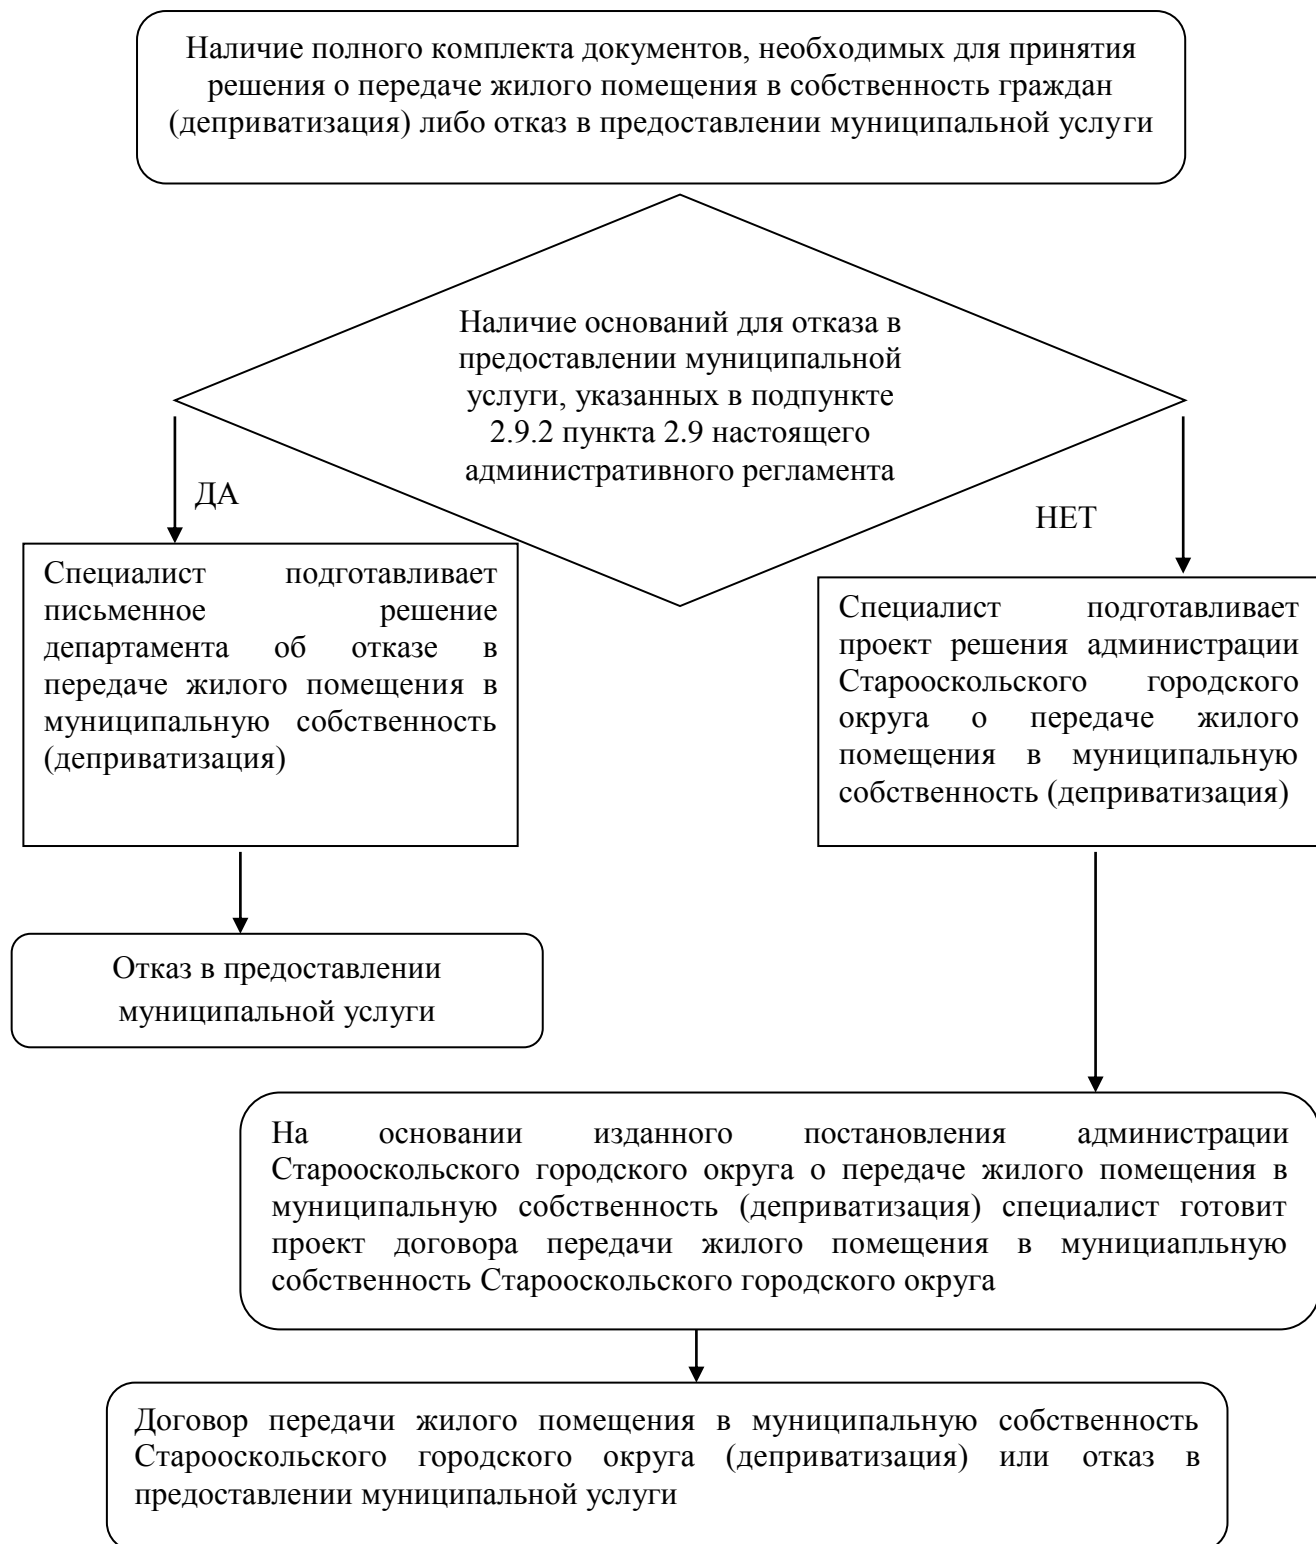 Наличие полного комплекта документов, необходимых для принятия
решения о передаче жилого помещения в собственность граждан
(деприватизация) либо отказ в предоставлении муниципальной услуги
Наличие оснований для отказа в
предоставлении муниципальной
услуги, указанных в подпункте
2.9.2 пункта 2.9 настоящего
административного регламента
ДА
НЕТ
Специалист подготавливает
письменное решение
департамента об отказе в
передаче жилого помещения в
муниципальную собственность
(деприватизация)
Специалист подготавливает
проект решения администрации
Старооскольского городского
округа о передаче жилого
помещения в муниципальную
собственность (деприватизация)
Отказ в предоставлении
муниципальной услуги
На основании изданного постановления администрации
Старооскольского городского округа о передаче жилого помещения в
муниципальную собственность (деприватизация) специалист готовит
проект договора передачи жилого помещения в мунициапльную
собственность Старооскольского городского округа
Договор передачи жилого помещения в муниципальную собственность
Старооскольского городского округа (деприватизация) или отказ в
предоставлении муниципальной услуги